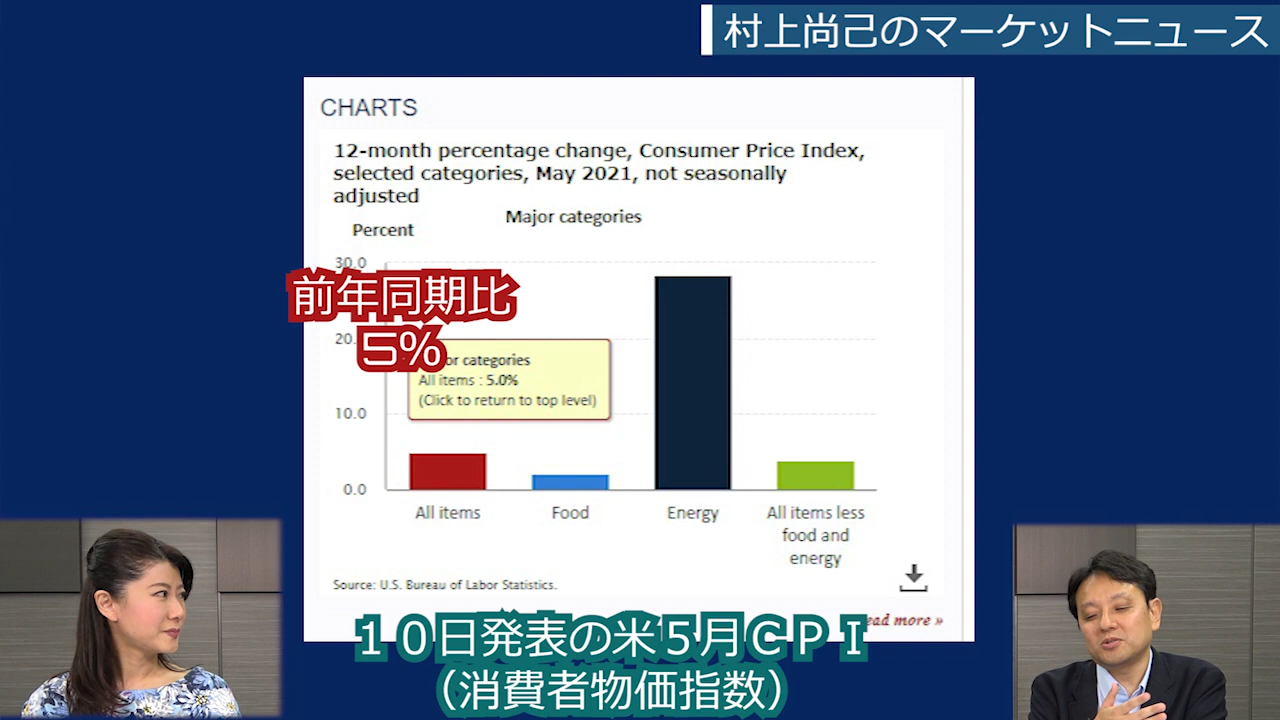 村上尚己のマーケットニュース
CHARTS
12-month percentage change, Consumer Price Index,
selected categories, May 2021, not seasonally
adjusted
Major categories
Percent
30.0
前年同期比
5%
20.
categories
All items : 5.0%
(Click to return to top level)
10.0
0.0
All items
Food
Energy
All items less
food and
energy
Source: U.S. Bureau of Labor Statistics.
more »
１０日発表の米５月ＣＰＩ
（消費者物価指数）